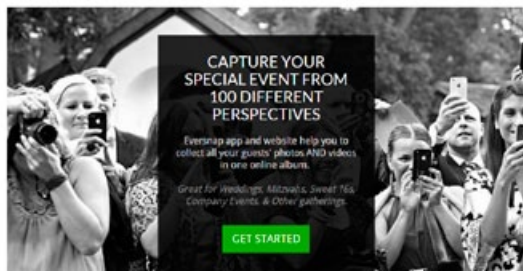 CAPTURE YOUR
SPECIAL EVENT FROM
100 DIFFERENT
PERSPECTIVES
Eversnap app and website help you to
collect all your guests' photos AND videos
in one online album.
Great for Weddings, Mitzvahs, Sweet 16s,
Company Events, & Other gatherings.
GET STARTED